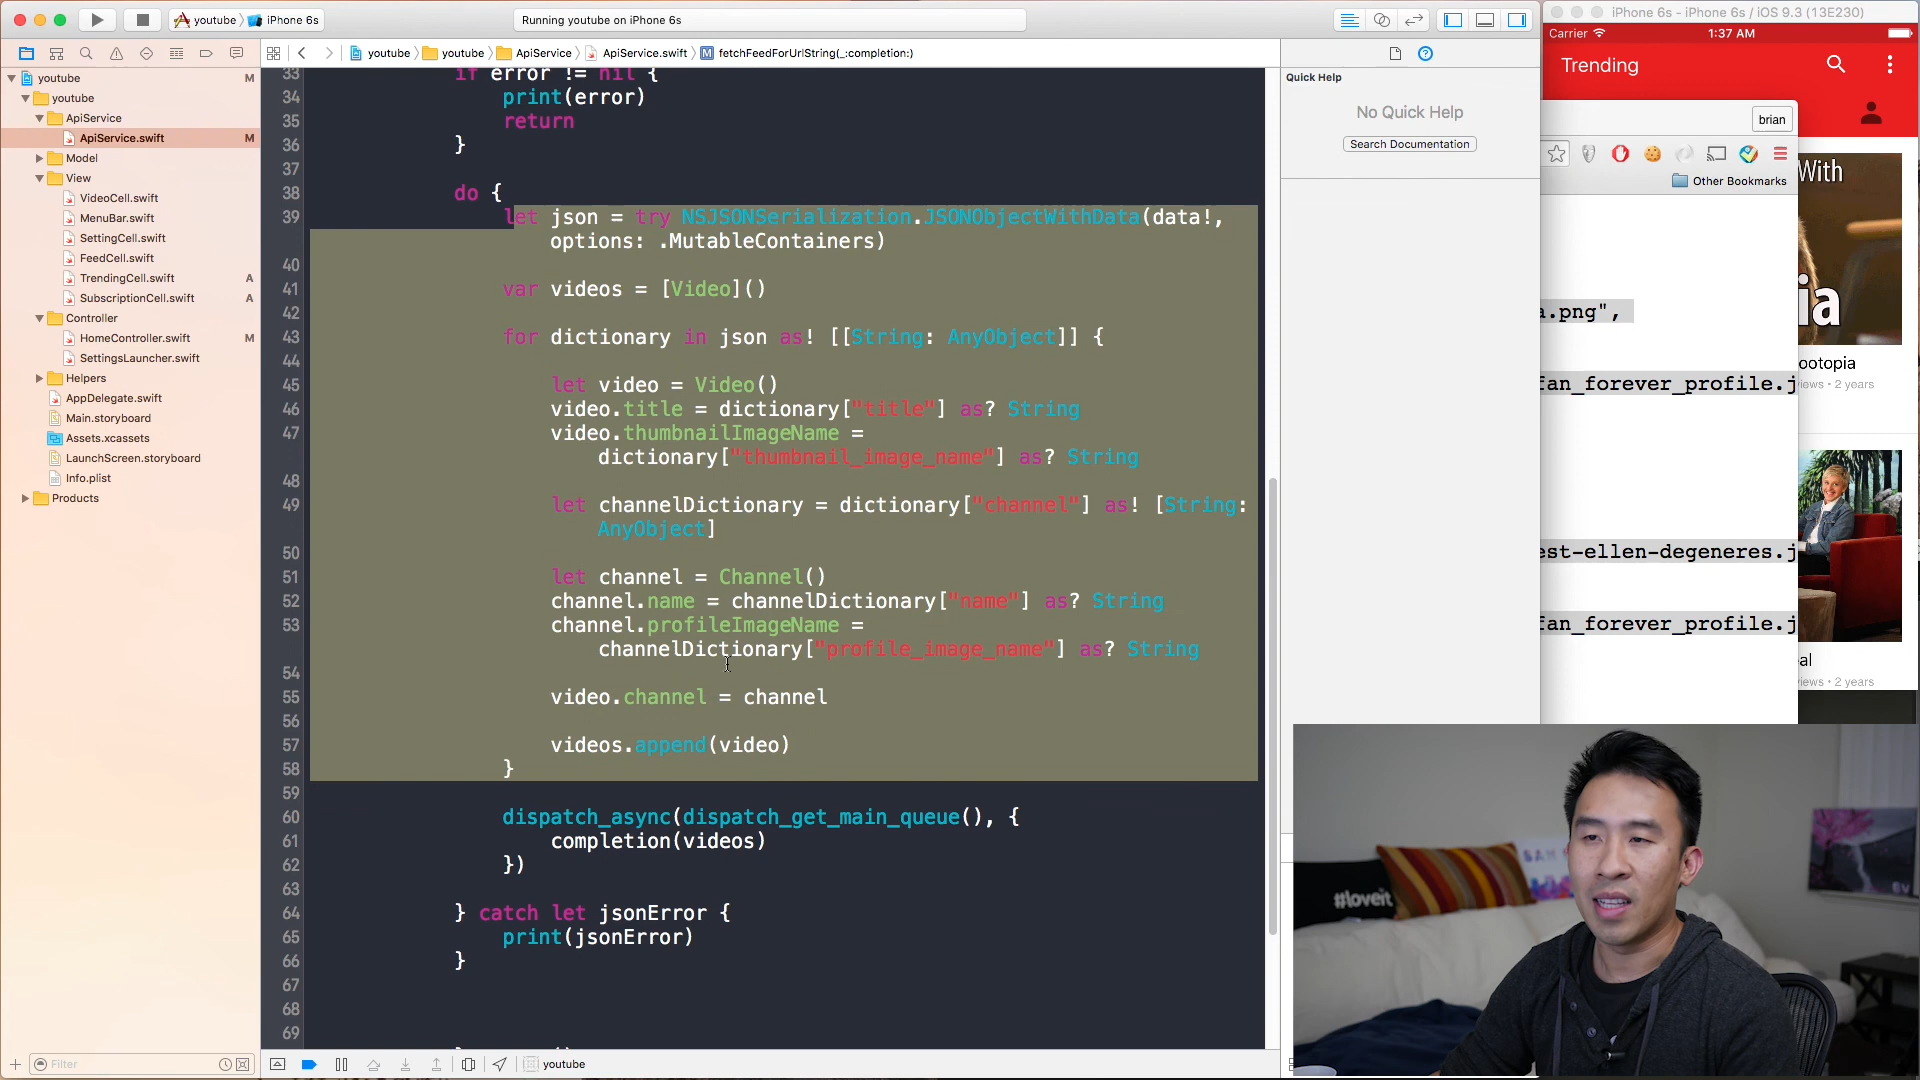 youtube
iPhone 6s
Running youtube on iPhone 6s
iPhone 6s - iPhone 6s / iOS 9.3 (13E230)
youtube
youtube
ApiService
ApiService.swift
fetchFeedForUrlString(_:completion:)
youtube M
youtube
ApiService
ApiService.swift M
Model
View
VideoCell.swift
MenuBar.swift
SettingCell.swift
FeedCell.swift
TrendingCell.swift A
SubscriptionCell.swift A
Controller
HomeController.swift M
SettingsLauncher.swift
Helpers
AppDelegate.swift
Main.storyboard
Assets.xcassets
LaunchScreen.storyboard
Info.plist
Products
Filter
33 if error != nil {
34 print(error)
35 return
36 }
37
38 do {
39 let json = try NSJSONSerialization.JSONObjectWithData(data!,
options: .MutableContainers)
40
41 var videos = [Video]()
42
43 for dictionary in json as! [[String: AnyObject]] {
44
45 let video = Video()
46 video.title = dictionary["title"] as? String
47 video.thumbnailImageName =
dictionary["thumbnail_image_name"] as? String
48
49 let channelDictionary = dictionary["channel"] as! [String:
AnyObject]
50
51 let channel = Channel()
52 channel.name = channelDictionary["name"] as? String
53 channel.profileImageName =
channelDictionary["profile_image_name"] as? String
54
55 video.channel = channel
56
57 videos.append(video)
58 }
59
60 dispatch_async(dispatch_get_main_queue(), {
61 completion(videos)
62 })
63
64 } catch let jsonError {
65 print(jsonError)
66 }
67
68
69
youtube
Quick Help
No Quick Help
Search Documentation
Carrier
1:37 AM
Trending
brian
Other Bookmarks
With
ia
a.png",
ootopia
fan_forever_profile.j
iews • 2 years
est-ellen-degeneres.j
fan_forever_profile.j
al
iews • 2 years
#loveit